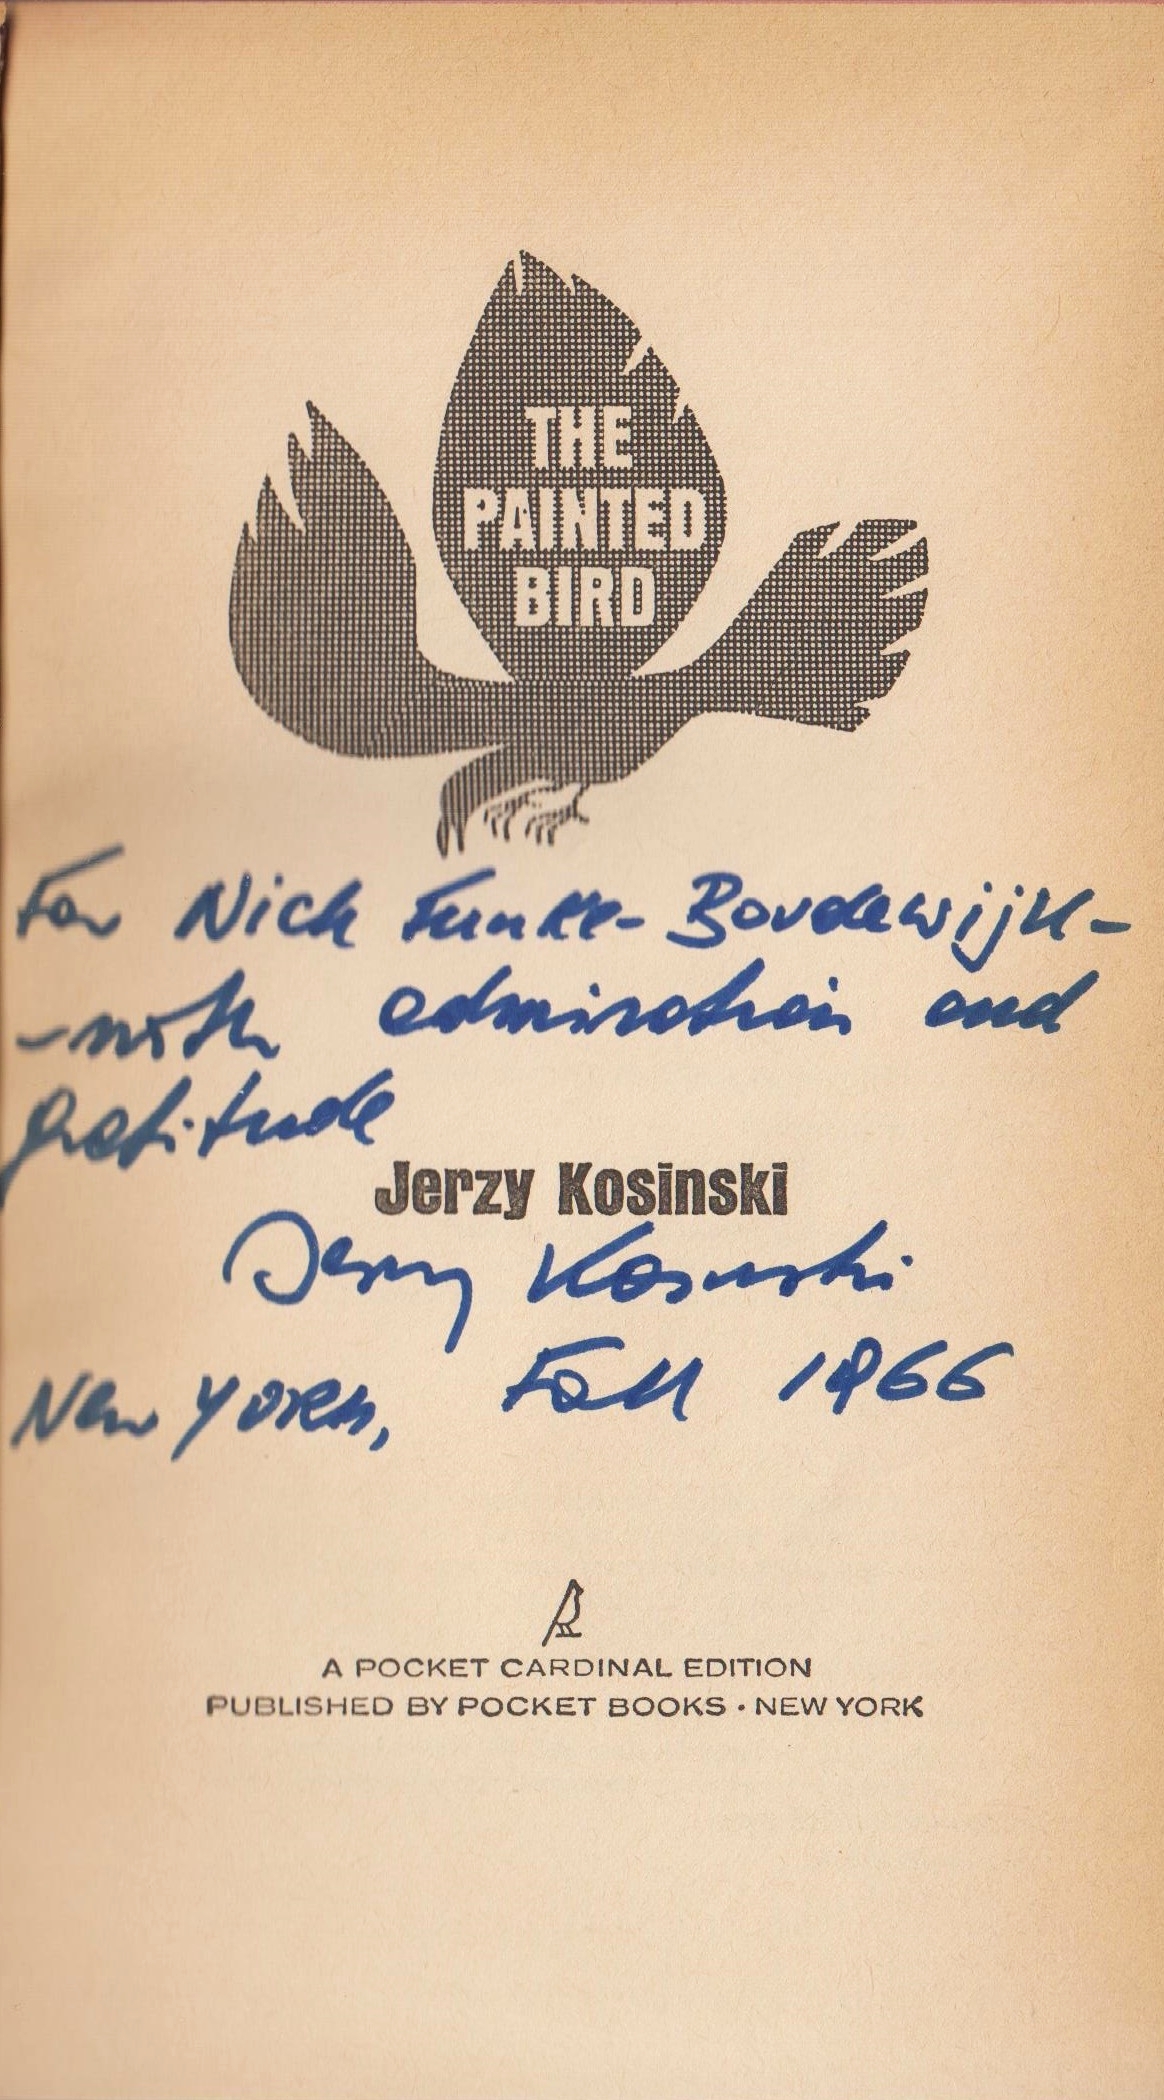 THE
PAINTED
BIRD
For Nick Funke-Bordewijk-
-with admiration and
gratitude
Jerzy Kosinski
Jerzy Kosinski
New York, Fall 1966
A POCKET CARDINAL EDITION
PUBLISHED BY POCKET BOOKS • NEW YORK